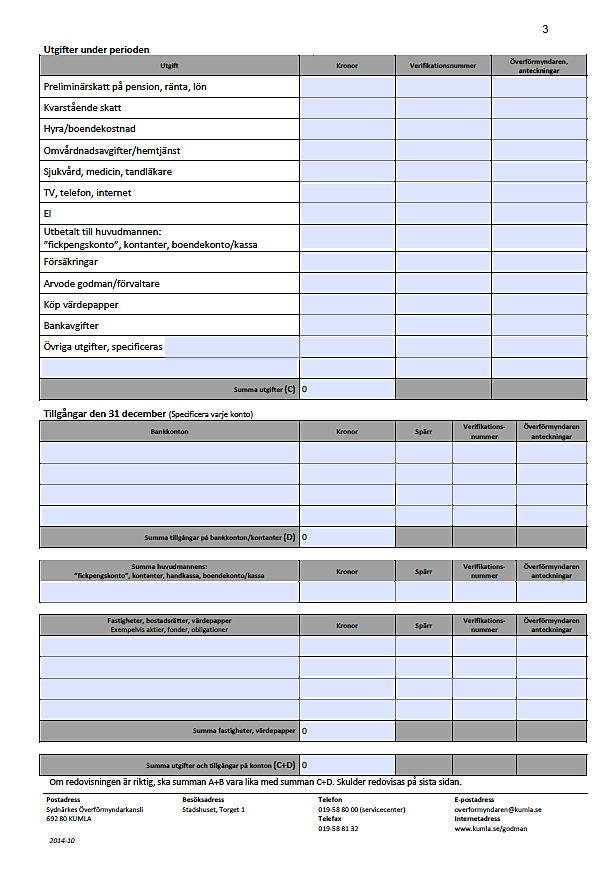 3
Utgifter under perioden
Utgift Kronor Verifikationsnummer Överförmyndaren,
anteckningar
Preliminärskatt på pension, ränta, lön
Kvarstående skatt
Hyra/boendekostnad
Omvårdnadsavgifter/hemtjänst
Sjukvård, medicin, tandläkare
TV, telefon, internet
El
Utbetalt till huvudmannen:
”fickpengskonto”, kontanter, boendekonto/kassa
Försäkringar
Arvode godman/förvaltare
Köp värdepapper
Bankavgifter
Övriga utgifter, specificeras
Summa utgifter (C) 0
Tillgångar den 31 december (Specificera varje konto)
Bankkonton Kronor Spärr Verifikations-
nummer Överförmyndaren
anteckningar
Summa tillgångar på bankkonton/kontanter (D) 0
Summa huvudmannens:
”fickpengskonto”, kontanter, handkassa, boendekonto/kassa Kronor Spärr Verifikations-
nummer Överförmyndaren
anteckningar
Fastigheter, bostadsrätter, värdepapper
Exempelvis aktier, fonder, obligationer Kronor Spärr Verifikations-
nummer Överförmyndaren
anteckningar
Summa fastigheter, värdepapper 0
Summa utgifter och tillgångar på konton (C+D) 0
Om redovisningen är riktig, ska summan A+B vara lika med summan C+D. Skulder redovisas på sista sidan.
Postadress Besöksadress Telefon E-postadress
Sydnärkes Överförmyndarkansli Stadshuset, Torget 1 019-58 80 00 (servicecenter) overformyndaren@kumla.se
692 80 KUMLA Telefax Internetadress
019-58 81 32 www.kumla.se/godman
2014-10